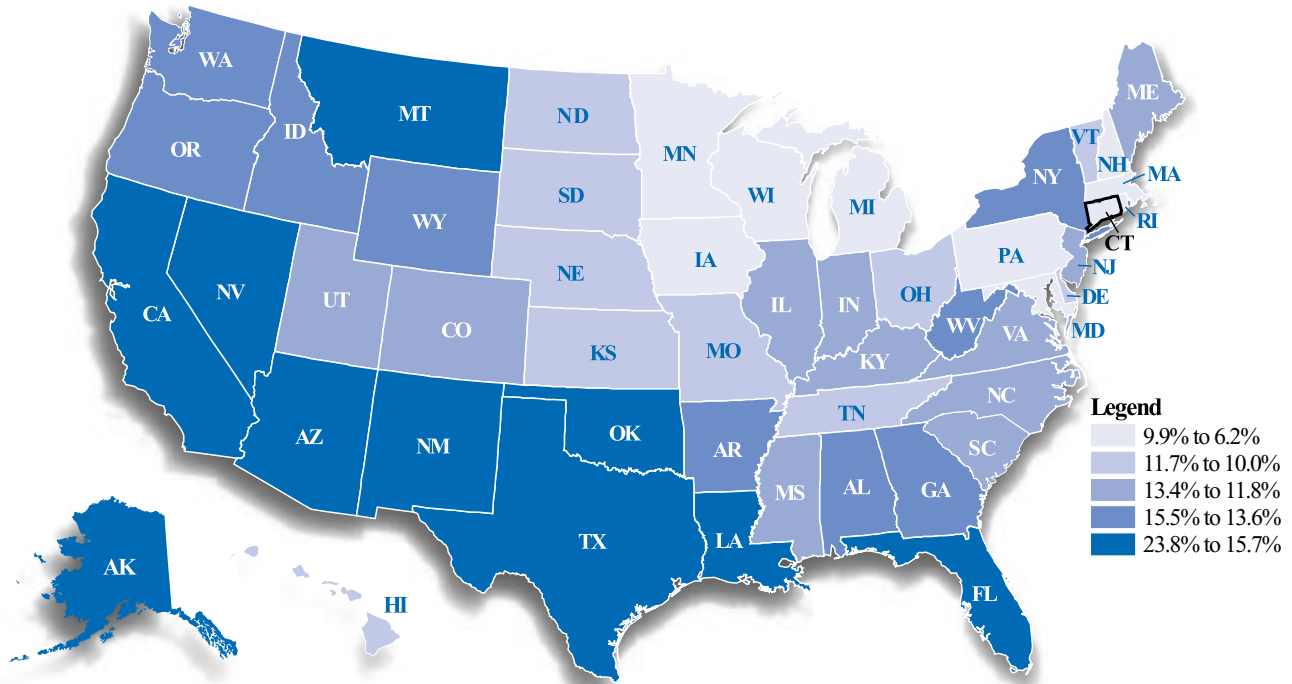 WA
MT
ND
ME
OR
ID
MN
VT
NH
MA
NY
SD
WI
MI
RI
WY
CT
IA
PA
NJ
NE
NV
UT
IL
IN
OH
DE
CA
CO
WV
VA
MD
KS
MO
KY
NC
TN
AZ
NM
OK
AR
SC
MS
AL
GA
TX
LA
AK
FL
HI
Legend
9.9% to 6.2%
11.7% to 10.0%
13.4% to 11.8%
15.5% to 13.6%
23.8% to 15.7%